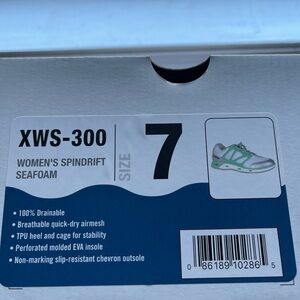 XWS-300
WOMEN'S SPINDRIFT
SEAFOAM
SIZE
7
• 100% Drainable
• Breathable quick-dry airmesh
• TPU heel and cage for stability
• Perforated molded EVA insole
• Non-marking slip-resistant chevron outsole
0 86189 10286 5